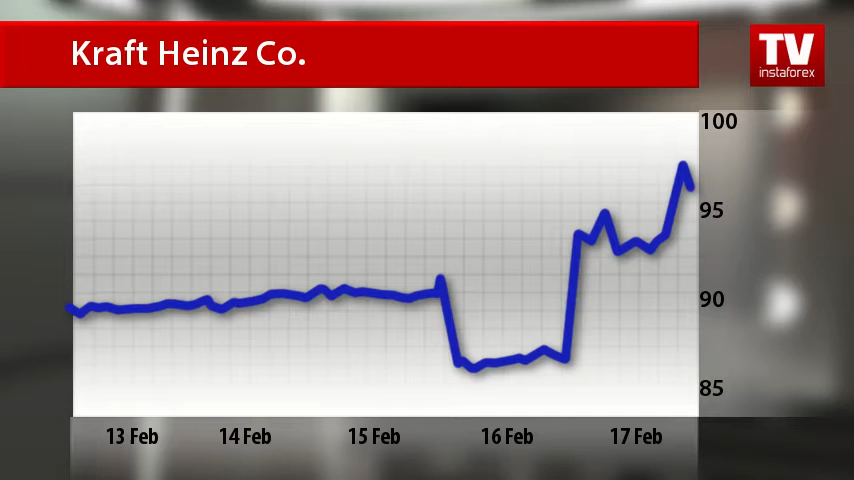 Kraft Heinz Co.
TV
instaforex
100
95
90
85
13 Feb 14 Feb 15 Feb 16 Feb 17 Feb